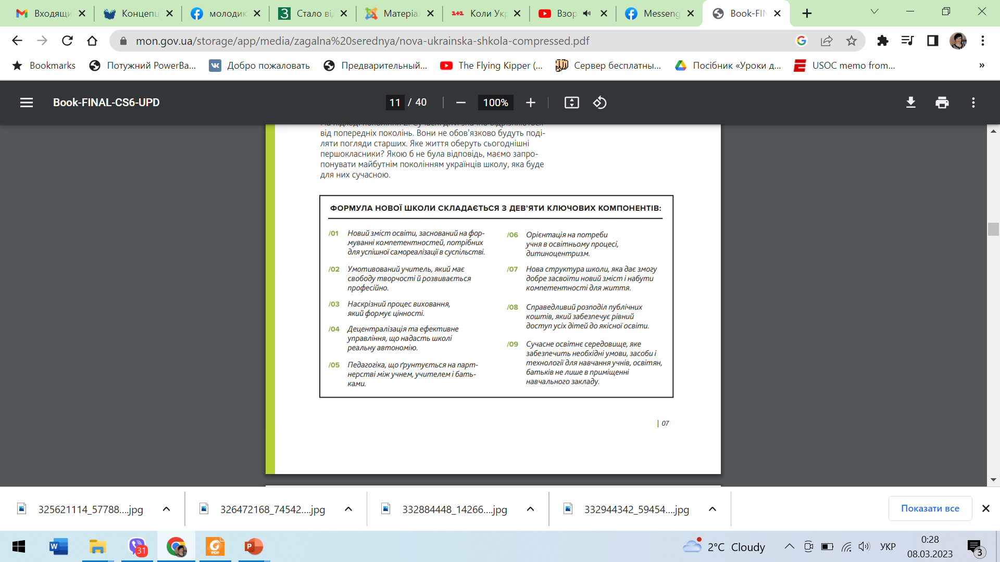 Входящи
Концепц
молодик
Стало ві
Матеріа
Коли Укр
Взор
Messeng
Book-FIN
mon.gov.ua/storage/app/media/zagalna%20serednya/nova-ukrainska-shkola-compressed.pdf
Bookmarks
Потужний PowerBa...
Добро пожаловать
Предварительный...
The Flying Kipper (...
Сервер бесплатны...
Посібник «Уроки д...
USOC memo from...
»
Book-FINAL-CS6-UPD
11 / 40
100%
від попередніх поколінь. Вони не обов’язково будуть поді-
ляти погляди старших. Яке життя оберуть сьогоднішні
першокласники? Якою б не була відповідь, маємо запро-
понувати майбутнім поколінням українців школу, яка буде
для них сучасною.
ФОРМУЛА НОВОЇ ШКОЛИ СКЛАДАЄТЬСЯ З ДЕВ’ЯТИ КЛЮЧОВИХ КОМПОНЕНТІВ:
/01 Новий зміст освіти, заснований на фор-
муванні компетентностей, потрібних
для успішної самореалізації в суспільстві.
/02 Умотивований учитель, який має
свободу творчості й розвивається
професійно.
/03 Наскрізний процес виховання,
який формує цінності.
/04 Децентралізація та ефективне
управління, що надасть школі
реальну автономію.
/05 Педагогіка, що ґрунтується на парт-
нерстві між учнем, учителем і бать-
ками.
/06 Орієнтація на потреби
учня в освітньому процесі,
дитиноцентризм.
/07 Нова структура школи, яка дає змогу
добре засвоїти новий зміст і набути
компетентності для життя.
/08 Справедливий розподіл публічних
коштів, який забезпечує рівний
доступ усіх дітей до якісної освіти.
/09 Сучасне освітнє середовище, яке
забезпечить необхідні умови, засоби і
технології для навчання учнів, освітян,
батьків не лише в приміщенні
навчального закладу.
| 07
325621114_57788....jpg
326472168_74542....jpg
332884448_14266....jpg
332944342_59454....jpg
Показати все
31
2°C Cloudy
УКР
0:28
08.03.2023
3